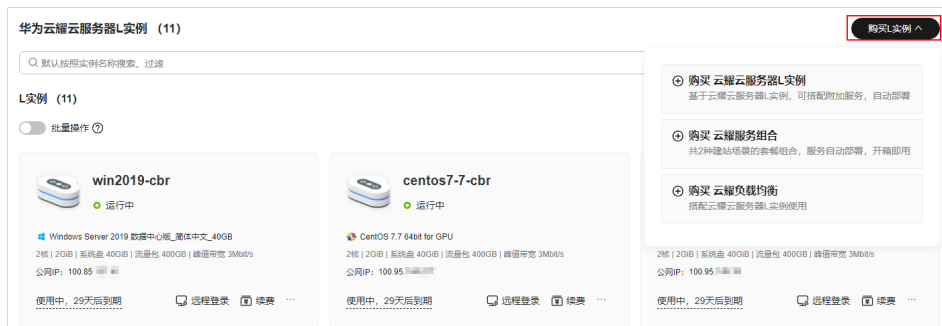 华为云耀云服务器L实例 （11）
购买L实例
默认按照实例名称搜索、过滤
购买 云耀云服务器L实例
基于云耀云服务器L实例，可搭配附加服务，自动部署
L实例 （11）
批量操作
购买 云耀服务组合
共2种建站场景的套餐组合，服务自动部署，开箱即用
购买 云耀负载均衡
搭配云耀云服务器L实例使用
win2019-cbr
运行中
Windows Server 2019 数据中心版_简体中文_40GB
2核 | 2GiB | 系统盘 40GiB | 流量包 400GB | 峰值带宽 3Mbit/s
公网IP： 100.85.
使用中，29天后到期 远程登录 续费 ···
centos7-7-cbr
运行中
CentOS 7.7 64bit for GPU
2核 | 2GiB | 系统盘 40GiB | 流量包 400GB | 峰值带宽 3Mbit/s
公网IP： 100.95.
使用中，29天后到期 远程登录 续费 ···
2核 | 2GiB | 系统盘 40GiB | 流量包 400GB | 峰值带宽 3Mbit/s
公网IP： 100.95.
使用中，29天后到期 远程登录 续费 ···